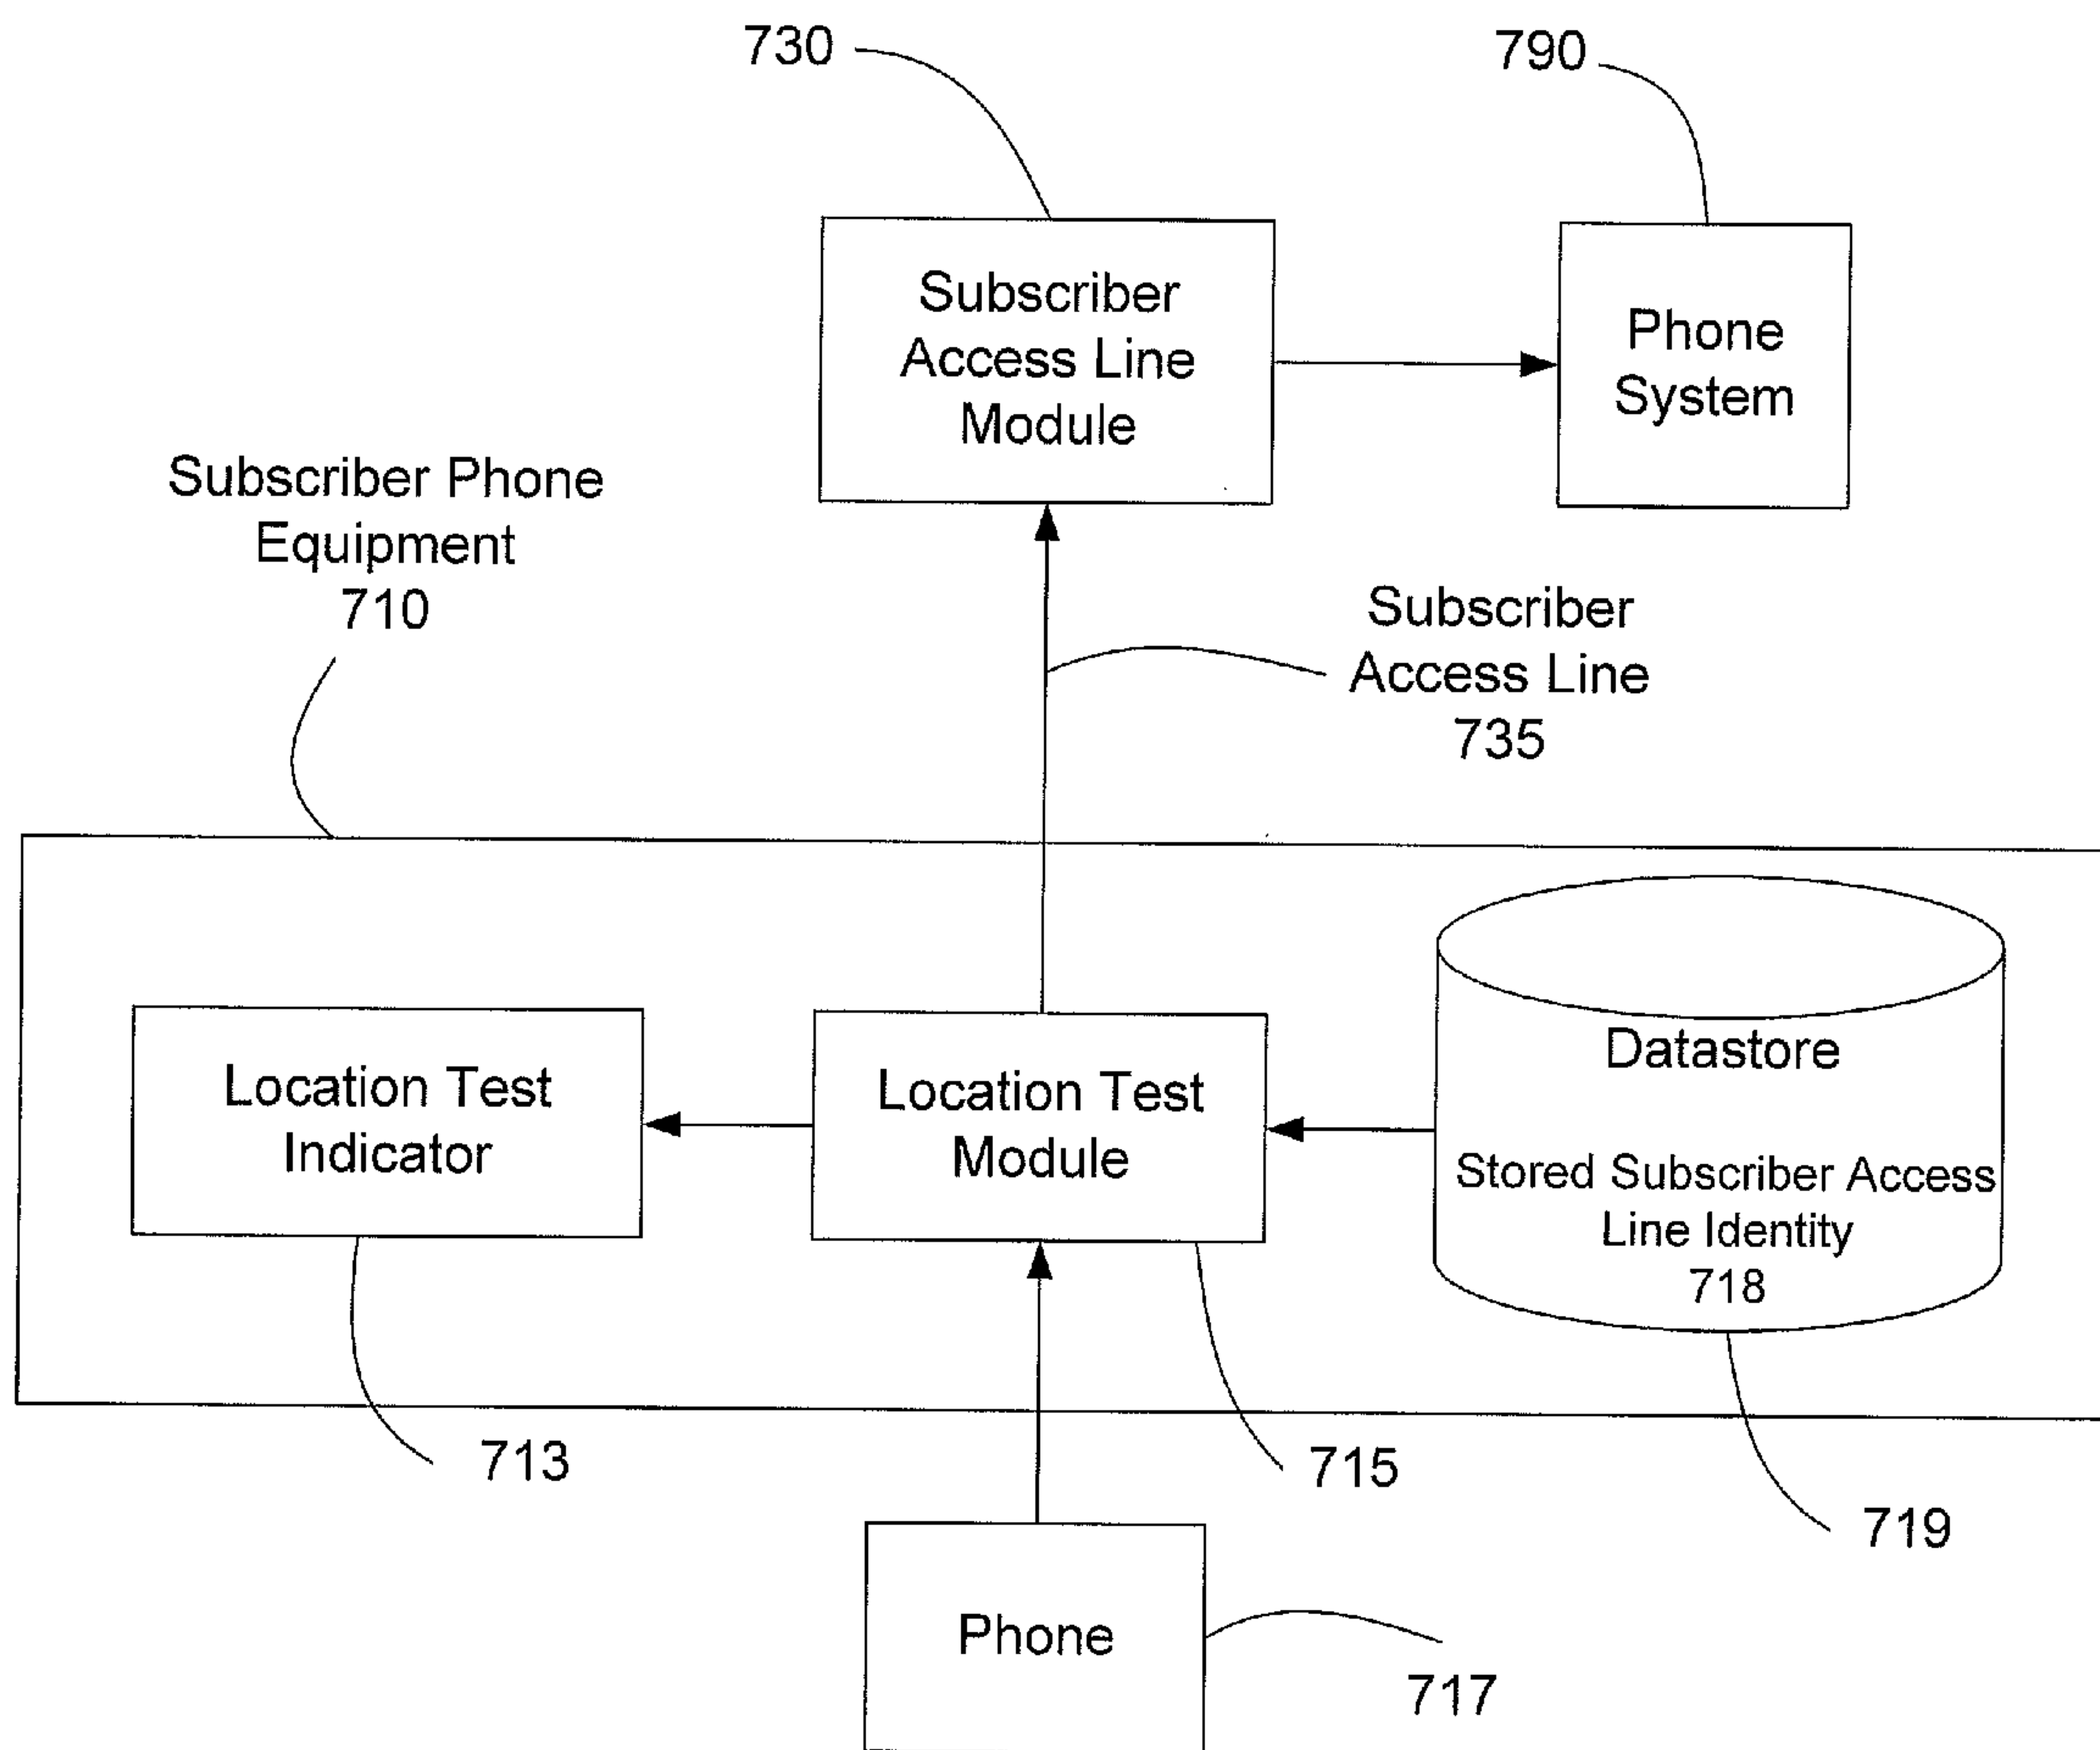 730
790
Subscriber
Access Line
Module
Phone
System
Subscriber Phone
Equipment
710
Subscriber
Access Line
735
Location Test
Indicator
Location Test
Module
Datastore
Stored Subscriber Access
Line Identity
718
713
715
719
Phone
717